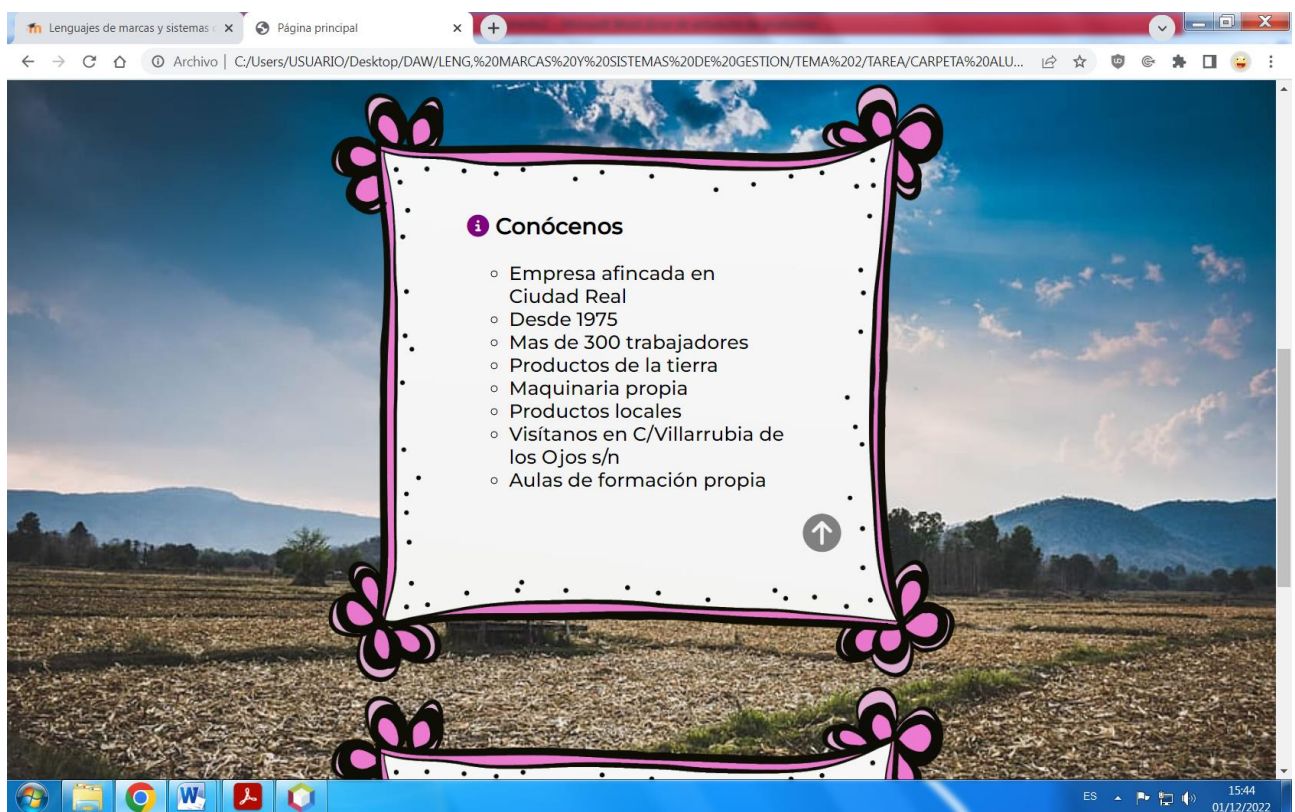 Lenguajes de marcas y sistemas
Página principal
Archivo
C:/Users/USUARIO/Desktop/DAW/LENG,%20MARCAS%20Y%20SISTEMAS%20DE%20GESTION/TEMA%202/TAREA/CARPETA%20ALU...
Conócenos
Empresa afincada en
Ciudad Real
Desde 1975
Mas de 300 trabajadores
Productos de la tierra
Maquinaria propia
Productos locales
Visítanos en C/Villarrubia de
los Ojos s/n
Aulas de formación propia
ES
15:44
01/12/2022